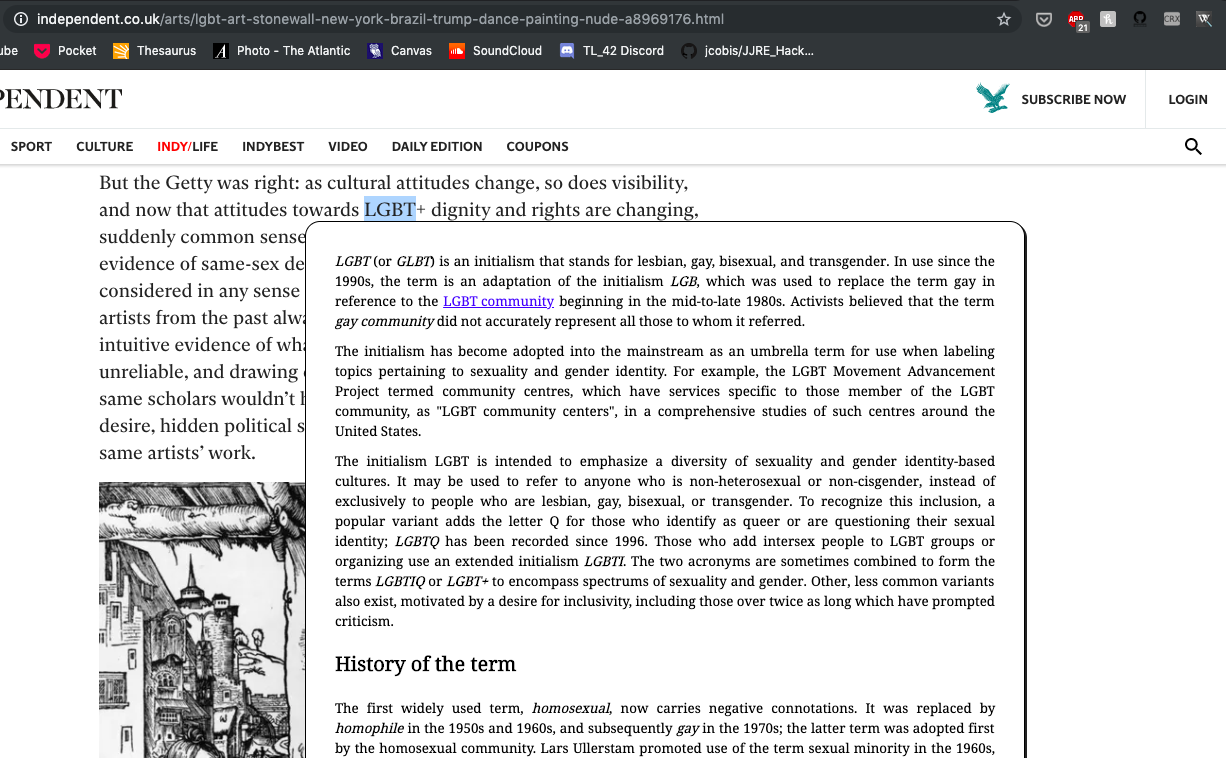 independent.co.uk/arts/lgbt-art-stonewall-new-york-brazil-trump-dance-painting-nude-a8969176.html
ABP
21
CRX
ube Pocket Thesaurus A Photo - The Atlantic Canvas SoundCloud TL_42 Discord jcobis/JJRE_Hack...
PENDENT
SUBSCRIBE NOW LOGIN
SPORT CULTURE INDY/LIFE INDYBEST VIDEO DAILY EDITION COUPONS
But the Getty was right: as cultural attitudes change, so does visibility,
and now that attitudes towards LGBT+ dignity and rights are changing,
suddenly common sense
evidence of same-sex de
considered in any sense
artists from the past alwa
intuitive evidence of wha
unreliable, and drawing
same scholars wouldn't h
desire, hidden political s
same artists' work.
LGBT (or GLBT) is an initialism that stands for lesbian, gay, bisexual, and transgender. In use since the
1990s, the term is an adaptation of the initialism LGB, which was used to replace the term gay in
reference to the LGBT community beginning in the mid-to-late 1980s. Activists believed that the term
gay community did not accurately represent all those to whom it referred.
The initialism has become adopted into the mainstream as an umbrella term for use when labeling
topics pertaining to sexuality and gender identity. For example, the LGBT Movement Advancement
Project termed community centres, which have services specific to those member of the LGBT
community, as "LGBT community centers", in a comprehensive studies of such centres around the
United States.
The initialism LGBT is intended to emphasize a diversity of sexuality and gender identity-based
cultures. It may be used to refer to anyone who is non-heterosexual or non-cisgender, instead of
exclusively to people who are lesbian, gay, bisexual, or transgender. To recognize this inclusion, a
popular variant adds the letter Q for those who identify as queer or are questioning their sexual
identity; LGBTQ has been recorded since 1996. Those who add intersex people to LGBT groups or
organizing use an extended initialism LGBTI. The two acronyms are sometimes combined to form the
terms LGBTIQ or LGBT+ to encompass spectrums of sexuality and gender. Other, less common variants
also exist, motivated by a desire for inclusivity, including those over twice as long which have prompted
criticism.
History of the term
The first widely used term, homosexual, now carries negative connotations. It was replaced by
homophile in the 1950s and 1960s, and subsequently gay in the 1970s; the latter term was adopted first
by the homosexual community. Lars Ullerstam promoted use of the term sexual minority in the 1960s,